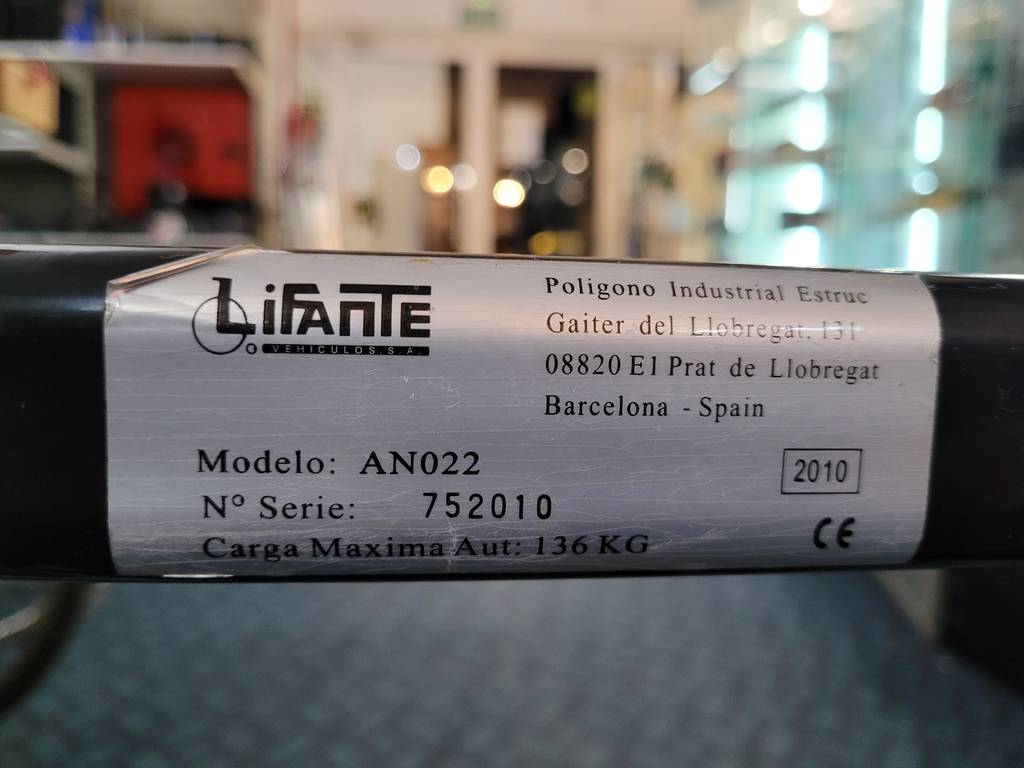 LiFANTE
VEHICULOS.S.A.
Poligono Industrial Estruc
Gaiter del Llobregat, 131
08820 El Prat de Llobregat
Barcelona - Spain
Modelo: AN022
Nº Serie: 752010
Carga Maxima Aut: 136 KG
2010
CE